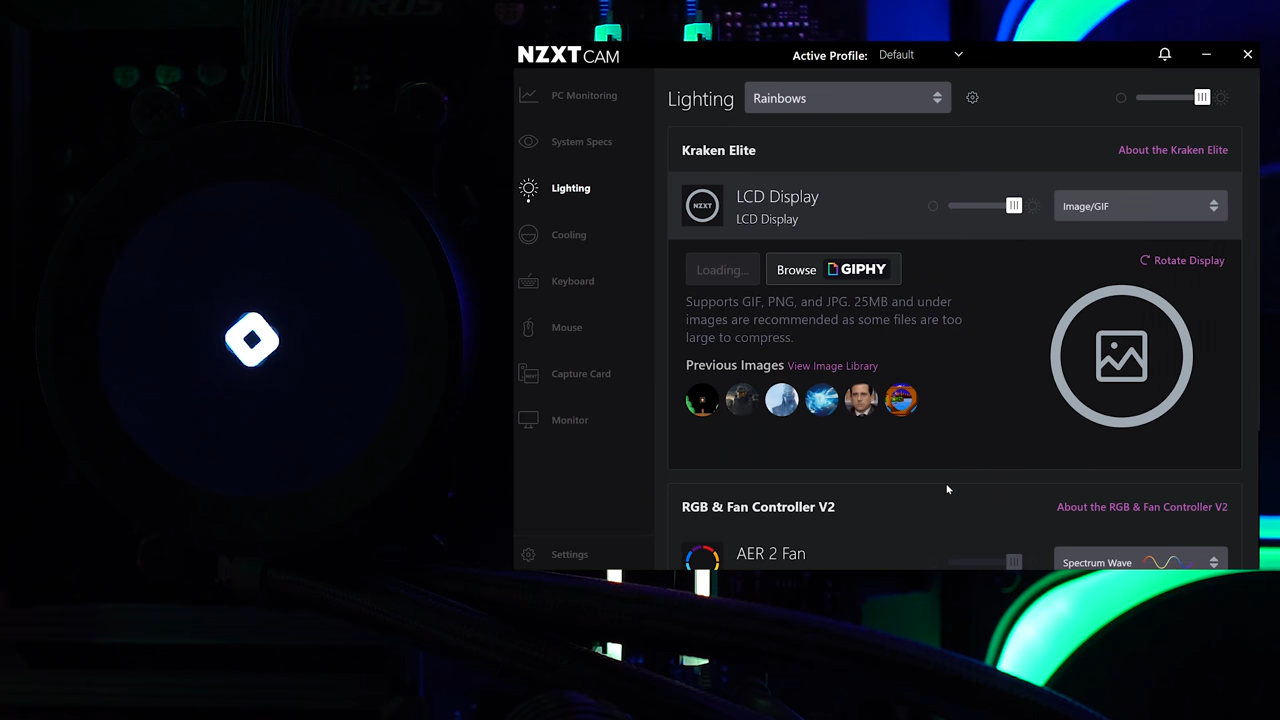 AORUS
NZXT CAM
Active Profile: Default
PC Monitoring
System Specs
Lighting
Cooling
Keyboard
Mouse
Capture Card
Monitor
Settings
Lighting
Rainbows
Kraken Elite
About the Kraken Elite
NZXT
LCD Display
LCD Display
Image/GIF
Loading...
Browse GIPHY
Rotate Display
Supports GIF, PNG, and JPG. 25MB and under
images are recommended as some files are too
large to compress.
Previous Images View Image Library
RGB & Fan Controller V2
About the RGB & Fan Controller V2
AER 2 Fan
Spectrum Wave